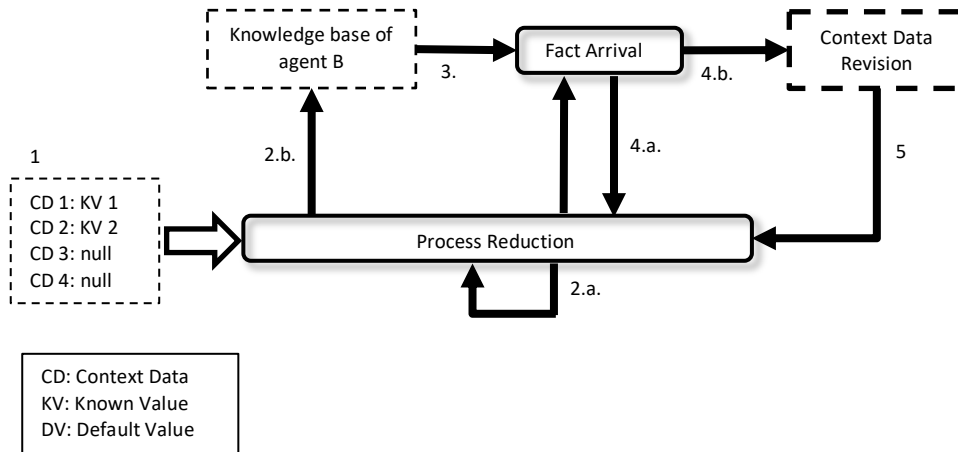 Knowledge base of
agent B
3.
Fact Arrival
4.b.
Context Data
Revision
1
2.b.
4.a.
5
CD 1: KV 1
CD 2: KV 2
CD 3: null
CD 4: null
Process Reduction
2.a.
CD: Context Data
KV: Known Value
DV: Default Value